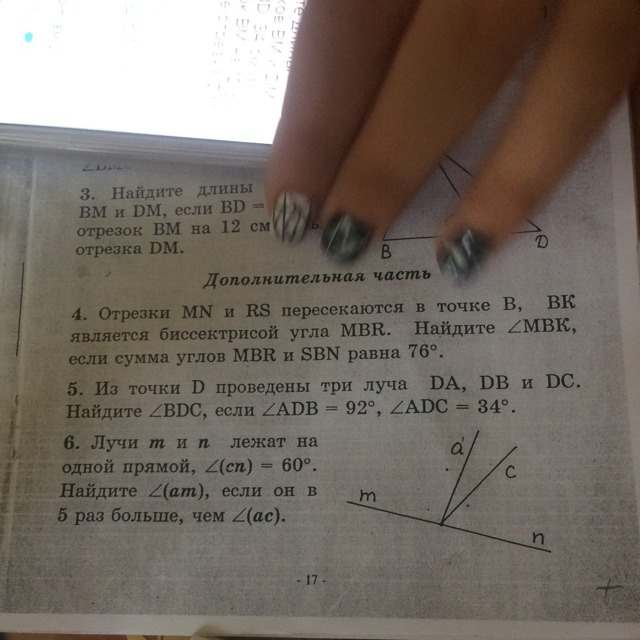 3. Найдите длины
BM и DM, если BD =
отрезок BM на 12 см
отрезка DM.
B
D
Дополнительная часть
4. Отрезки MN и RS пересекаются в точке B, BK
является биссектрисой угла MBR. Найдите ∠MBK,
если сумма углов MBR и SBN равна 76°.
5. Из точки D проведены три луча DA, DB и DC.
Найдите ∠BDC, если ∠ADB = 92°, ∠ADC = 34°.
6. Лучи m и n лежат на
одной прямой, ∠(cn) = 60°.
Найдите ∠(am), если он в
5 раз больше, чем ∠(ac).
a
c
m
n
- 17 -